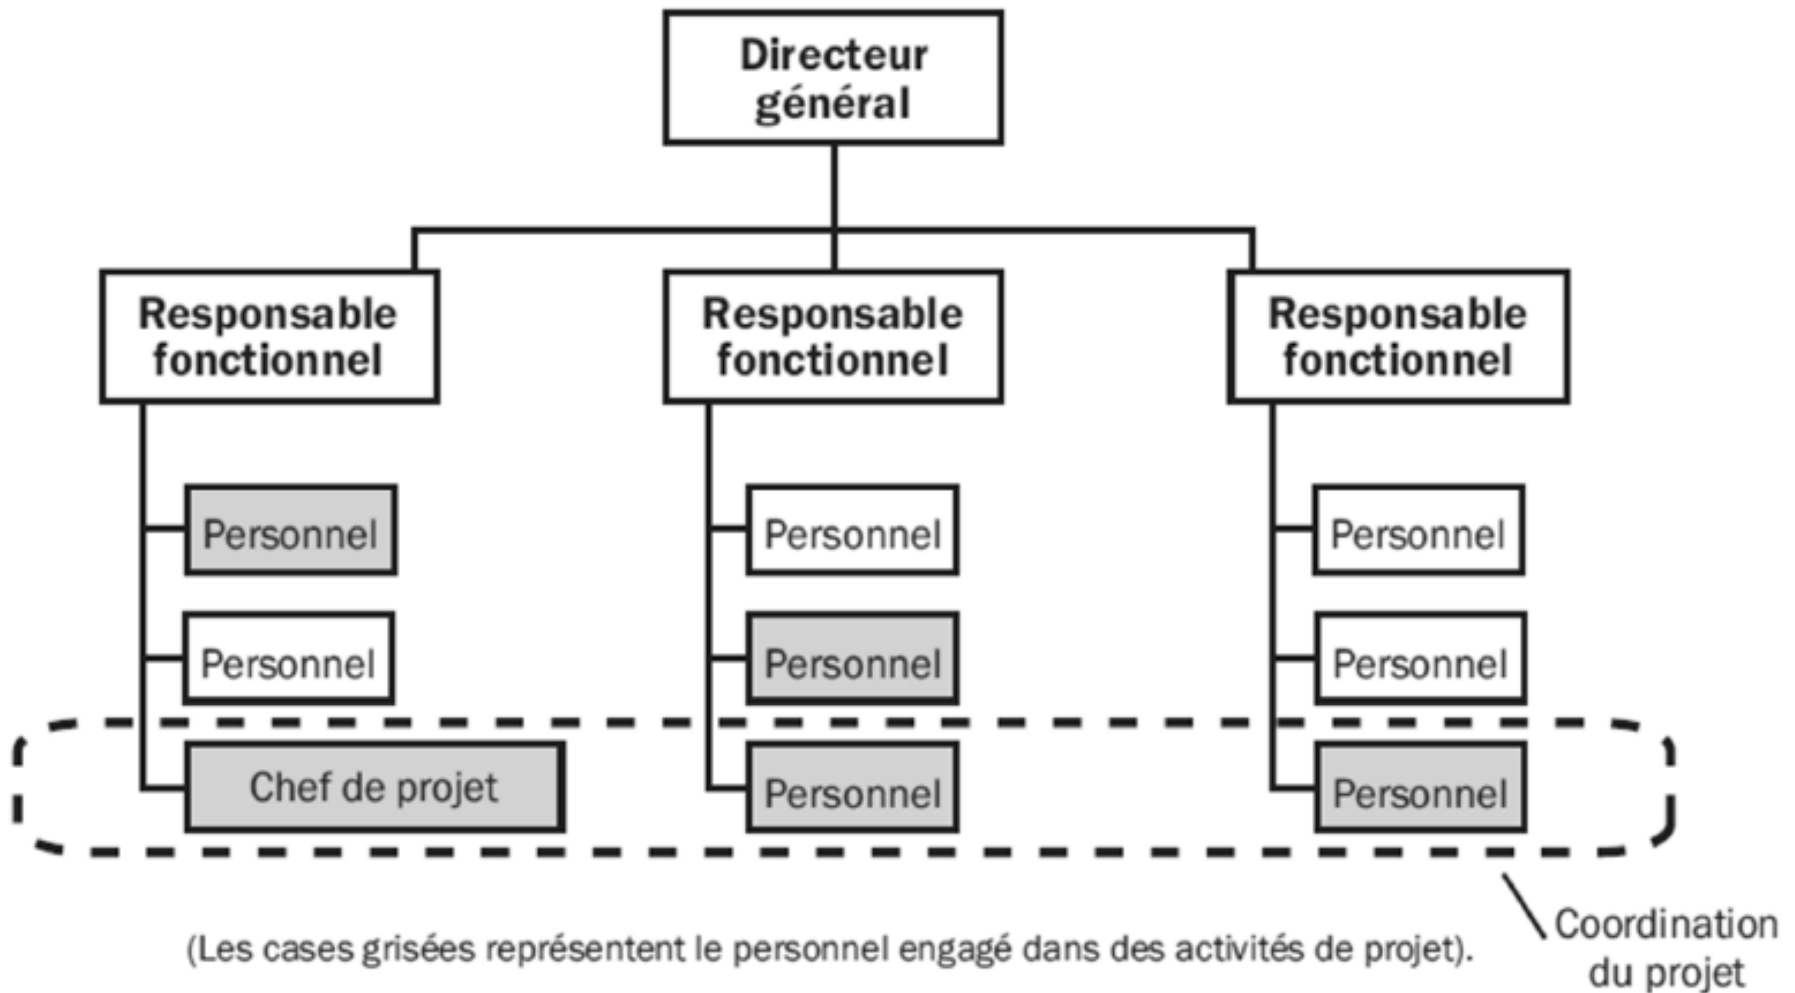 Directeur
général
Responsable
fonctionnel
Responsable
fonctionnel
Responsable
fonctionnel
Personnel
Personnel
Personnel
Personnel
Personnel
Personnel
Chef de projet
Personnel
Personnel
(Les cases grisées représentent le personnel engagé dans des activités de projet).
Coordination
du projet